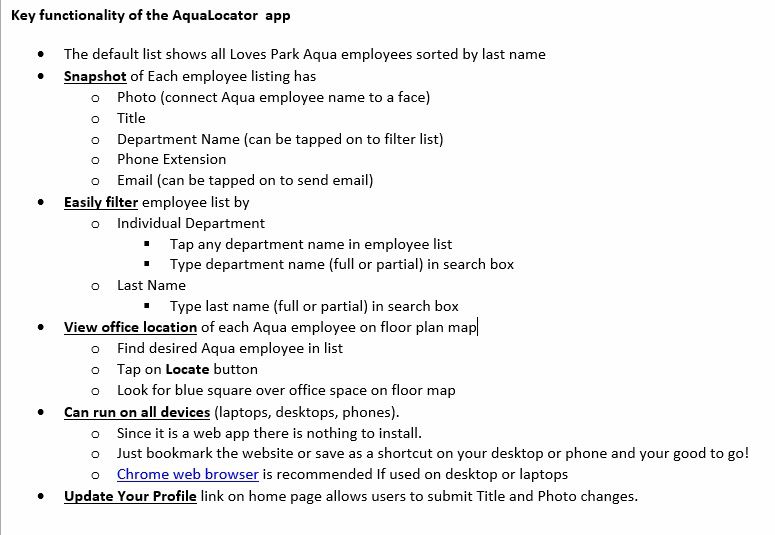 Key functionality of the AquaLocator  app
• The default list shows all Loves Park Aqua employees sorted by last name
• Snapshot of Each employee listing has
o Photo (connect Aqua employee name to a face)
o Title
o Department Name (can be tapped on to filter list)
o Phone Extension
o Email (can be tapped on to send email)
• Easily filter employee list by
o Individual Department
▪ Tap any department name in employee list
▪ Type department name (full or partial) in search box
o Last Name
▪ Type last name (full or partial) in search box
• View office location of each Aqua employee on floor plan map
o Find desired Aqua employee in list
o Tap on Locate button
o Look for blue square over office space on floor map
• Can run on all devices (laptops, desktops, phones).
o Since it is a web app there is nothing to install.
o Just bookmark the website or save as a shortcut on your desktop or phone and your good to go!
o Chrome web browser is recommended If used on desktop or laptops
• Update Your Profile link on home page allows users to submit Title and Photo changes.